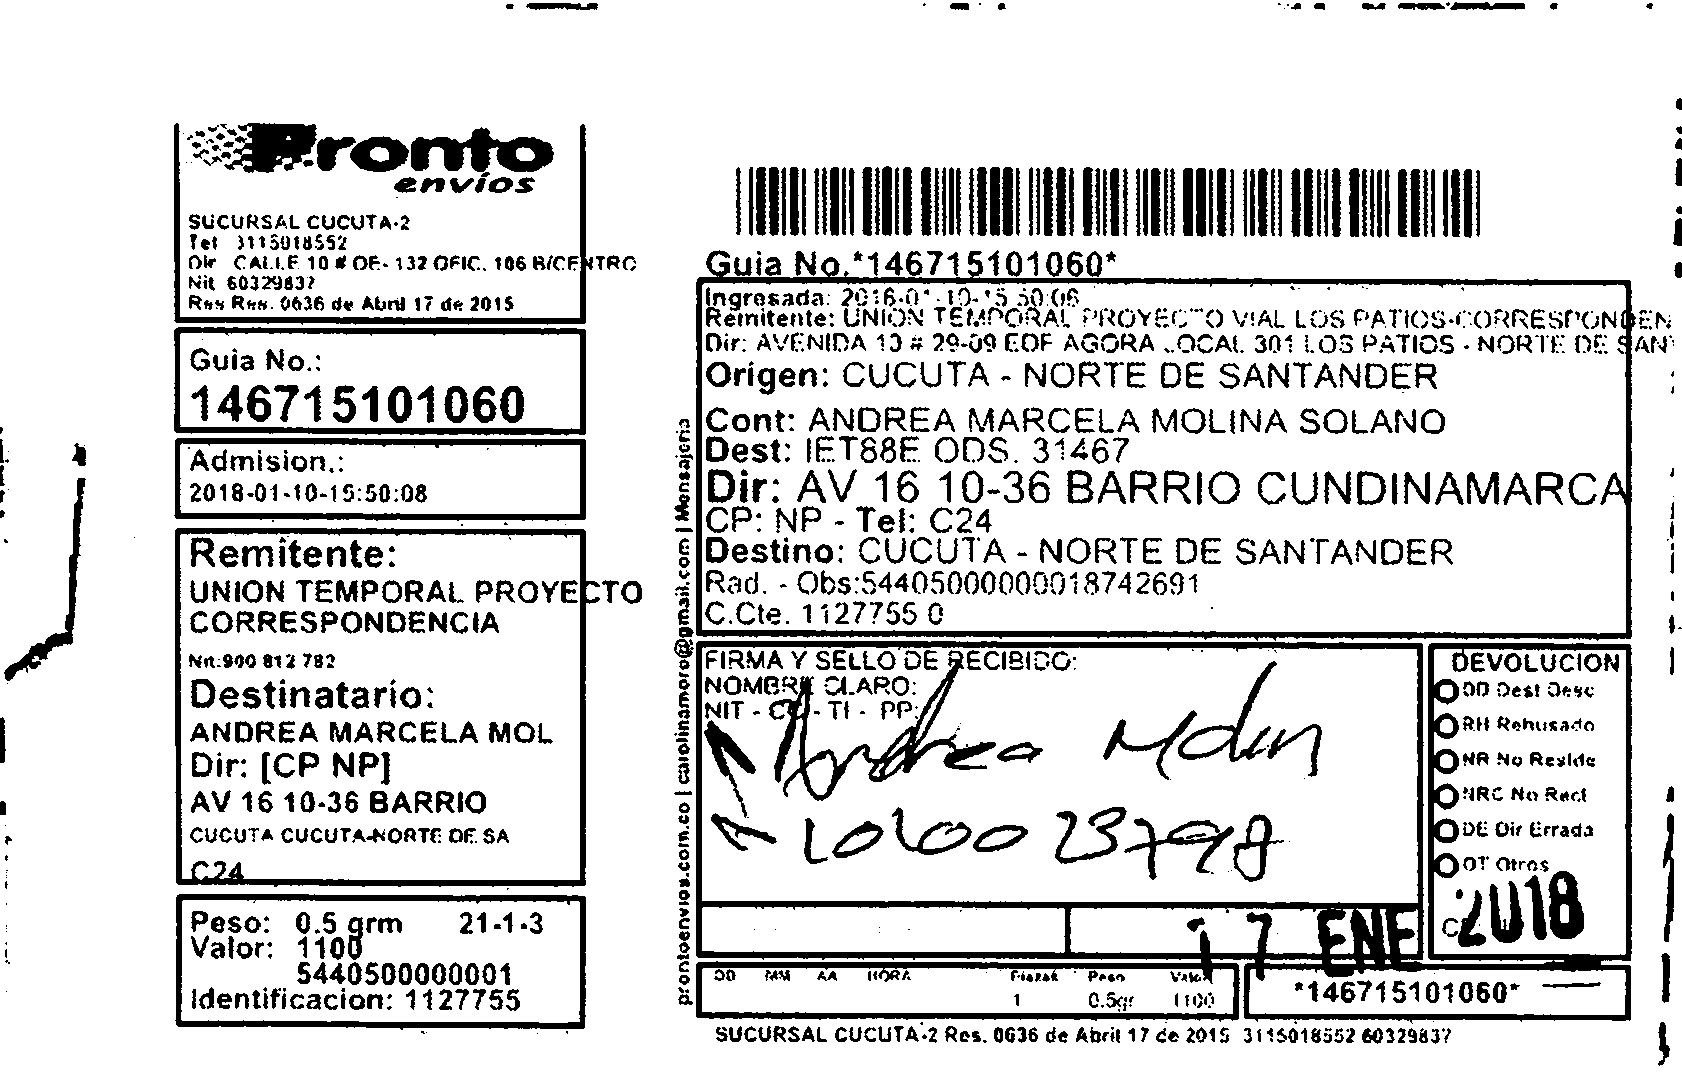 Pronto
envíos
SUCURSAL CUCUTA-2
Tel 3115018552
Dir CALLE 10 # OE- 132 OFIC. 106 B/CENTRO
Nit 60329837
Res Res. 0636 de Abril 17 de 2015
Guia No.:
146715101060
Admision.:
2018-01-10-15:50:08
Remitente:
UNION TEMPORAL PROYECTO
CORRESPONDENCIA
Nit:900 812 782
Destinatario:
ANDREA MARCELA MOL
Dir: [CP NP]
AV 16 10-36 BARRIO
CUCUTA CUCUTA-NORTE DE SA
C24
Peso: 0.5 grm 21-1-3
Valor: 1100
5440500000001
Identificacion: 1127755
prontoenvios.com.co | carolinamoro@gmail.com | Mensajeria
Guia No.*146715101060*
Ingresada: 50:08
Remitente: UNION TEMPORAL PROYECTO VIAL LOS PATIOS-CORRESPONDEN
Dir: AVENIDA 10 # 29-09 EDF AGORA LOCAL 301 LOS PATIOS - NORTE DE SAN
Origen: CUCUTA - NORTE DE SANTANDER
Cont: ANDREA MARCELA MOLINA SOLANO
Dest: IET88E ODS. 31467
Dir: AV 16 10-36 BARRIO CUNDINAMARCA
CP: NP - Tel: C24
Destino: CUCUTA - NORTE DE SANTANDER
Rad. - Obs:54405000000018742691
C.Cte. 1127755 0
FIRMA Y SELLO DE RECIBIDO:
NOMBRE CLARO:
NIT - CC - TI - PP:
Andrea Molin
DEVOLUCION
DD Dest Desc
RH Rehusado
NR No Reside
NRC No Recl
DE Dir Errada
OT Otros
17 ENE 2018
DD MM AA HORA Piezas Peso Valor
1 0.5gr 1100
*146715101060*
SUCURSAL CUCUTA-2 Res. 0636 de Abril 17 de 2015 3115018552 60329837